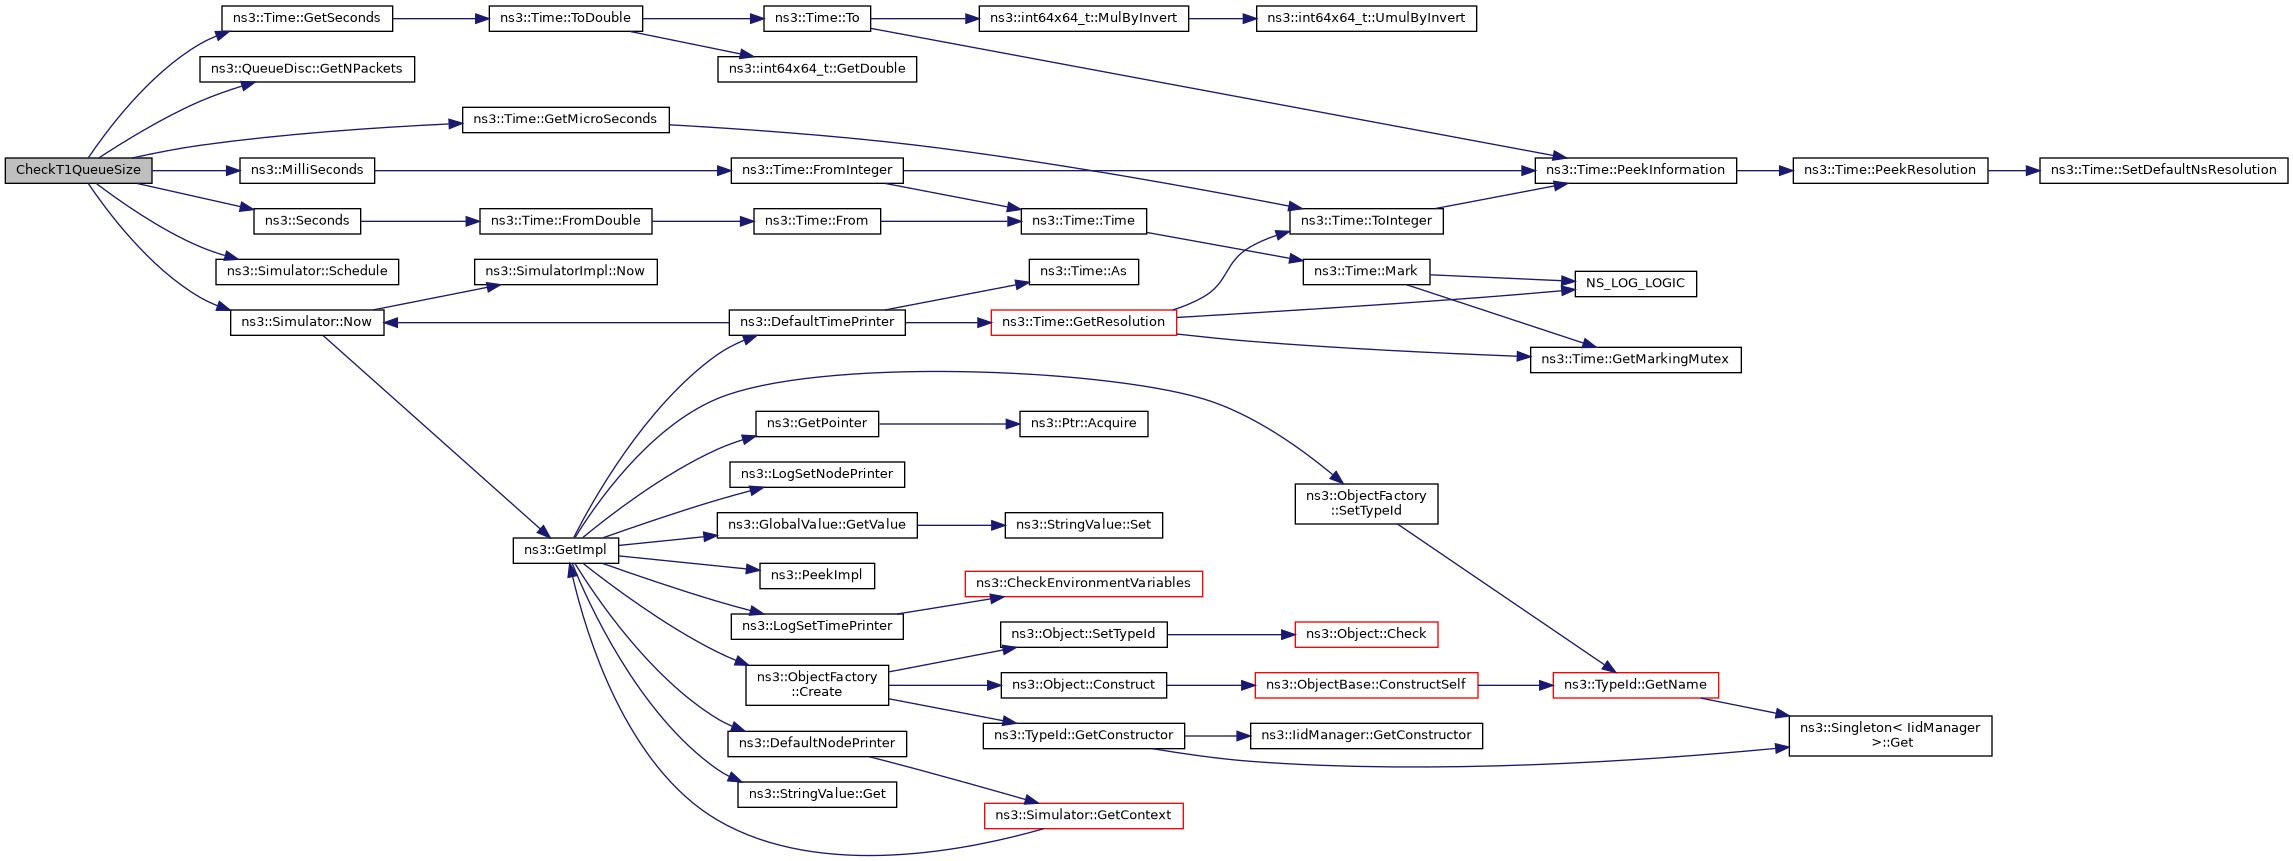 ns3::Time::GetSeconds
ns3::Time::ToDouble
ns3::Time::To
ns3::int64x64_t::MulByInvert
ns3::int64x64_t::UmulByInvert
ns3::QueueDisc::GetNPackets
ns3::int64x64_t::GetDouble
ns3::Time::GetMicroSeconds
CheckT1QueueSize
ns3::MilliSeconds
ns3::Time::FromInteger
ns3::Time::PeekInformation
ns3::Time::PeekResolution
ns3::Time::SetDefaultNsResolution
ns3::Seconds
ns3::Time::FromDouble
ns3::Time::From
ns3::Time::Time
ns3::Time::ToInteger
ns3::Simulator::Schedule
ns3::SimulatorImpl::Now
ns3::Time::As
ns3::Time::Mark
NS_LOG_LOGIC
ns3::Simulator::Now
ns3::DefaultTimePrinter
ns3::Time::GetResolution
ns3::Time::GetMarkingMutex
ns3::GetPointer
ns3::Ptr::Acquire
ns3::LogSetNodePrinter
ns3::ObjectFactory
::SetTypeId
ns3::GlobalValue::GetValue
ns3::StringValue::Set
ns3::GetImpl
ns3::PeekImpl
ns3::CheckEnvironmentVariables
ns3::LogSetTimePrinter
ns3::Object::SetTypeId
ns3::Object::Check
ns3::ObjectFactory
::Create
ns3::Object::Construct
ns3::ObjectBase::ConstructSelf
ns3::TypeId::GetName
ns3::TypeId::GetConstructor
ns3::IidManager::GetConstructor
ns3::Singleton< IidManager
>::Get
ns3::DefaultNodePrinter
ns3::StringValue::Get
ns3::Simulator::GetContext